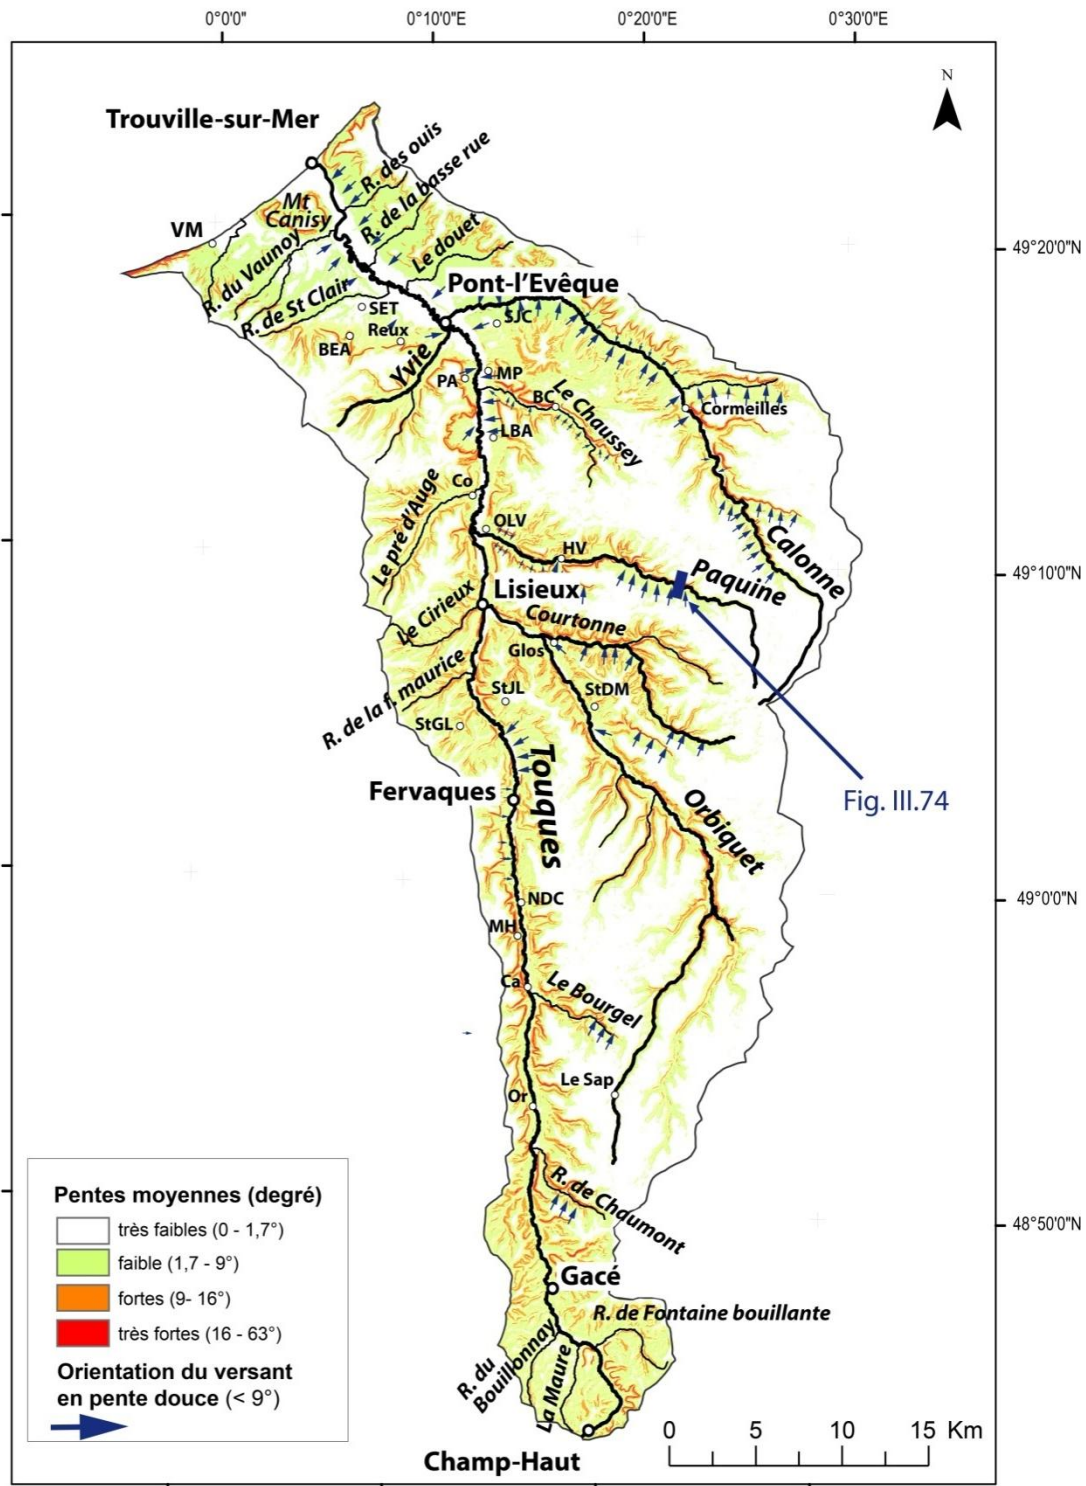 0°0'0"
0°10'0"E
0°20'0"E
0°30'0"E
N
Trouville-sur-Mer
R. des ouis
R. de la basse rue
Mt
Canisy
VM
R. du Vaunoy
Le douet
49°20'0"N
Pont-l'Evêque
R. de St Clair
SET
SJC
Reux
BEA
Yvie
PA
MP
BC
Le Chaussey
Cormeilles
LBA
Co
Le pré d'Auge
OLV
HV
Calonne
Paquine
49°10'0"N
Lisieux
Le Cirieux
Courtonne
Glos
R. de la f. maurice
StJL
StDM
StGL
Touques
Fervaques
Orbiquet
Fig. III.74
NDC
49°0'0"N
MH
Ca
Le Bourgel
Le Sap
Or
R. de Chaumont
48°50'0"N
Gacé
R. de Fontaine bouillante
R. du
Bouillonnay
La Maure
Champ-Haut
Pentes moyennes (degré)
très faibles (0 - 1,7°)
faible (1,7 - 9°)
fortes (9- 16°)
très fortes (16 - 63°)
Orientation du versant
en pente douce (< 9°)
0 5 10 15 Km